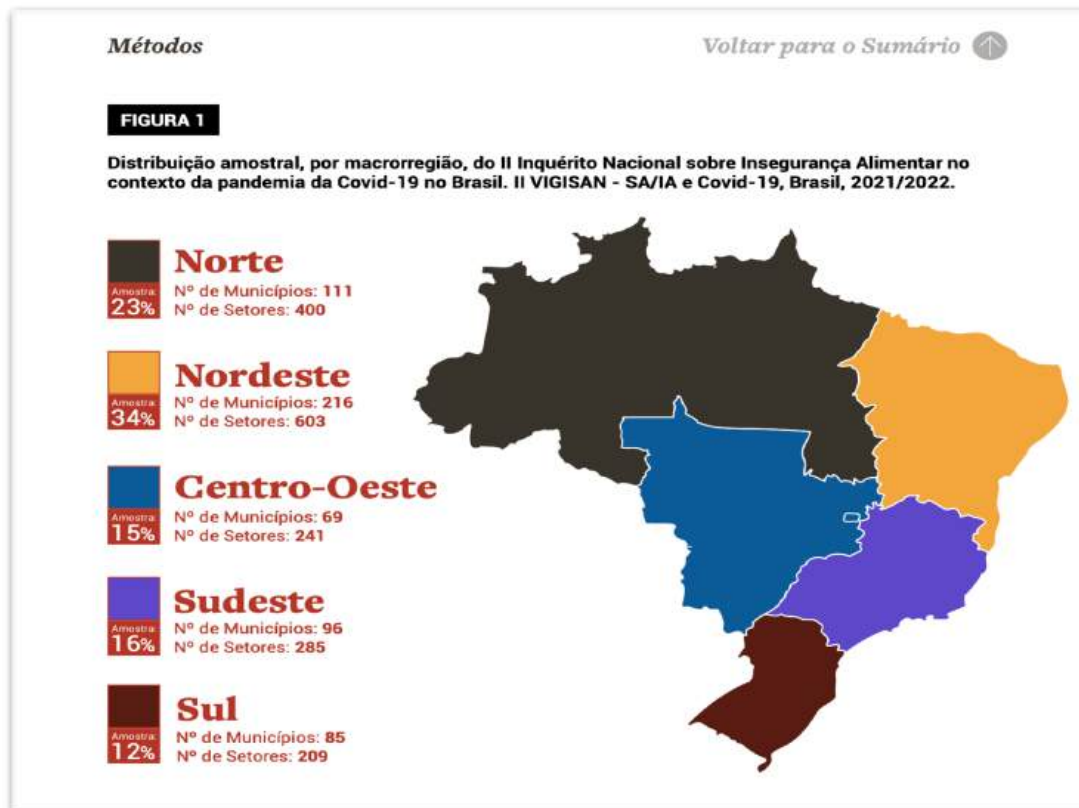 Métodos
Voltar para o Sumário
FIGURA 1
Distribuição amostral, por macrorregião, do II Inquérito Nacional sobre Insegurança Alimentar no
contexto da pandemia da Covid-19 no Brasil. II VIGISAN - SA/IA e Covid-19, Brasil, 2021/2022.
Norte
Amostra:
23%
Nº de Municípios: 111
Nº de Setores: 400
Nordeste
Amostra:
34%
Nº de Municípios: 216
Nº de Setores: 603
Centro-Oeste
Amostra:
15%
Nº de Municípios: 69
Nº de Setores: 241
Sudeste
Amostra:
16%
Nº de Municípios: 96
Nº de Setores: 285
Sul
Amostra:
12%
Nº de Municípios: 85
Nº de Setores: 209